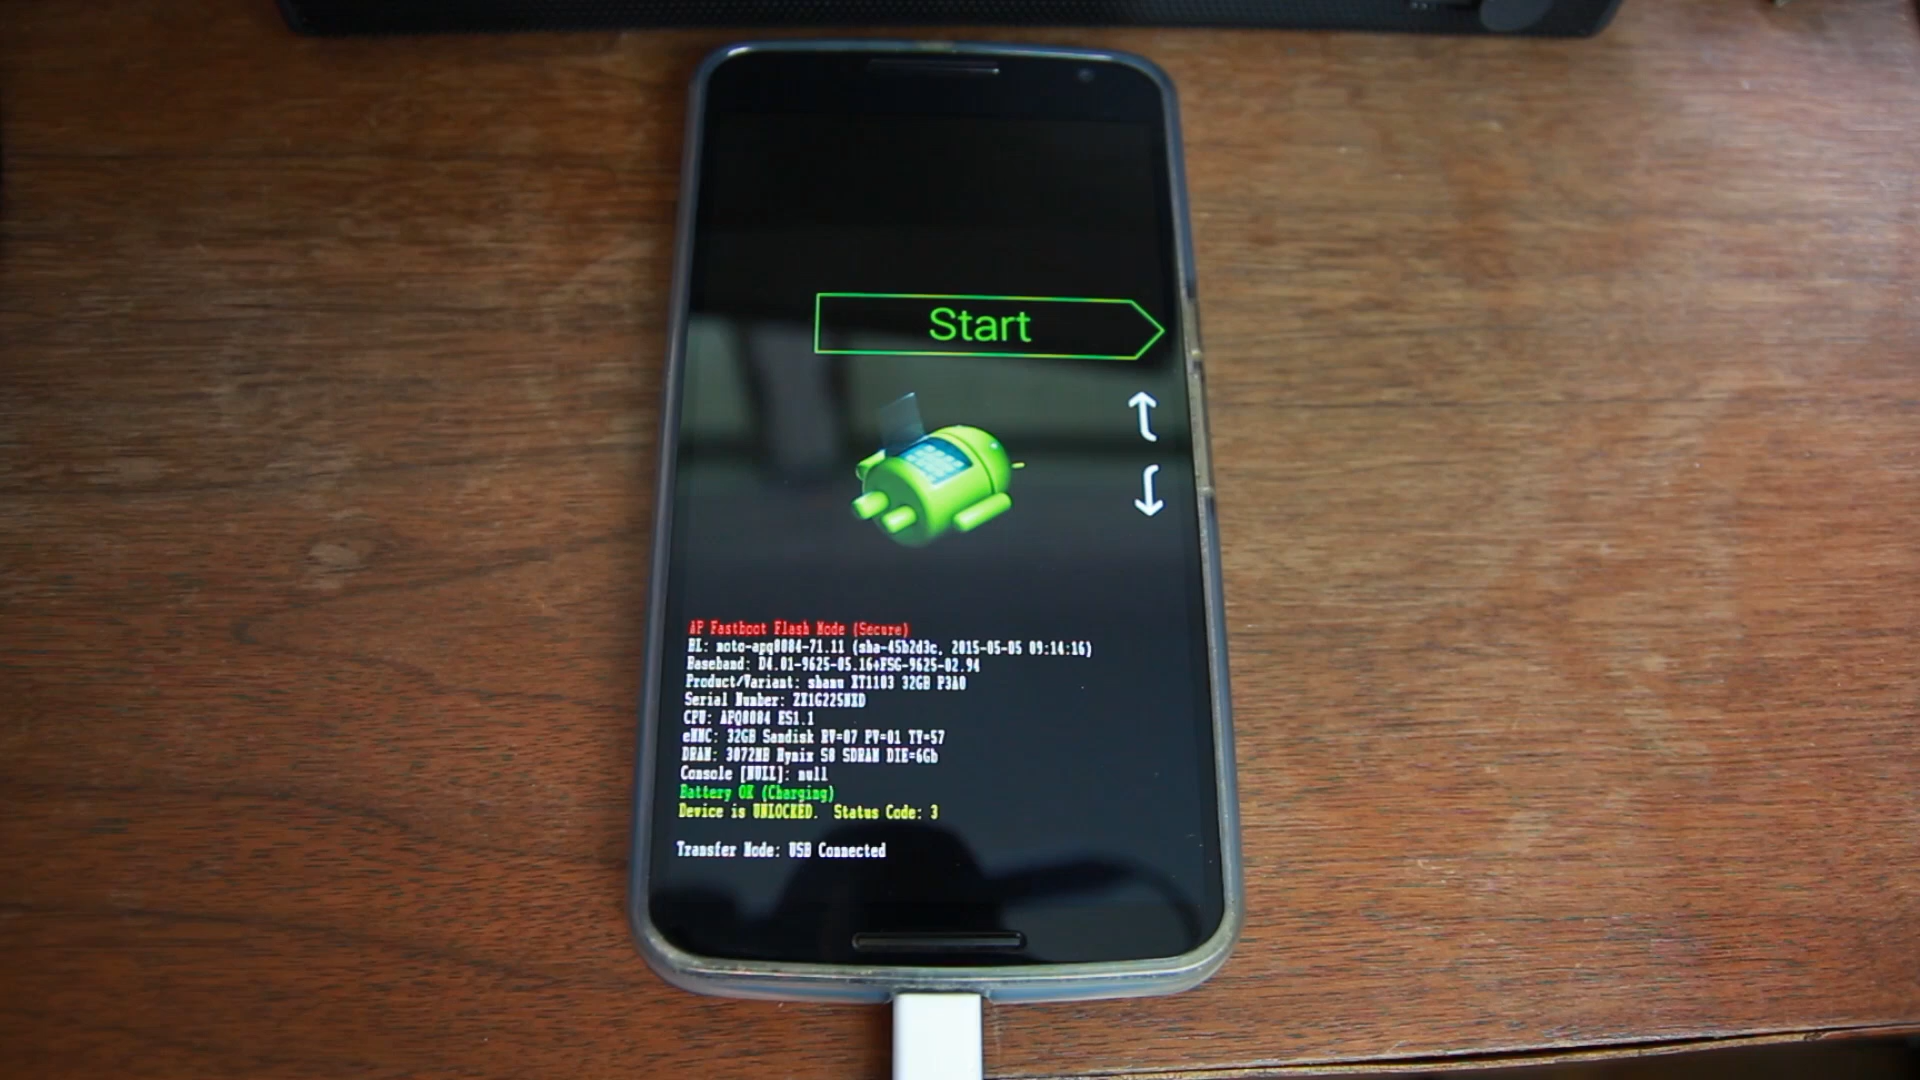 Start
AP Fastboot Flash Mode (Secure)
BL: moto-apq8084-71.11 (sha-45b2d3c, 2015-05-05 09:14:16)
Baseband: D4.01-9625-05.16+FSG-9625-02.94
Product/Variant: shamu XT1103 32GB P3A0
Serial Number: ZX1G225NXD
CPU: APQ8084 ES1.1
eMMC: 32GB Sandisk RV=07 PV=01 TY=57
DRAM: 3072MB Hynix S8 SDRAM DIE=6Gb
Console [NULL]: null
Battery OK (Charging)
Device is UNLOCKED. Status Code: 3
Transfer Mode: USB Connected